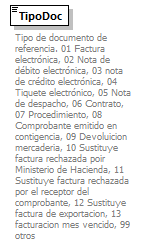 TipoDoc
Tipo de documento de
referencia. 01 Factura
electrónica, 02 Nota de
débito electrónica, 03 nota
de crédito electrónica, 04
Tiquete electrónico, 05 Nota
de despacho, 06 Contrato,
07 Procedimiento, 08
Comprobante emitido en
contigencia, 09 Devoluicion
mercaderia, 10 Sustituye
factura rechazada poir
Ministerio de Hacienda, 11
Sustituye factura rechazada
por el receptor del
comprobante, 12 Sustituye
factura de exportacion, 13
facturacion mes vencido, 99
otros